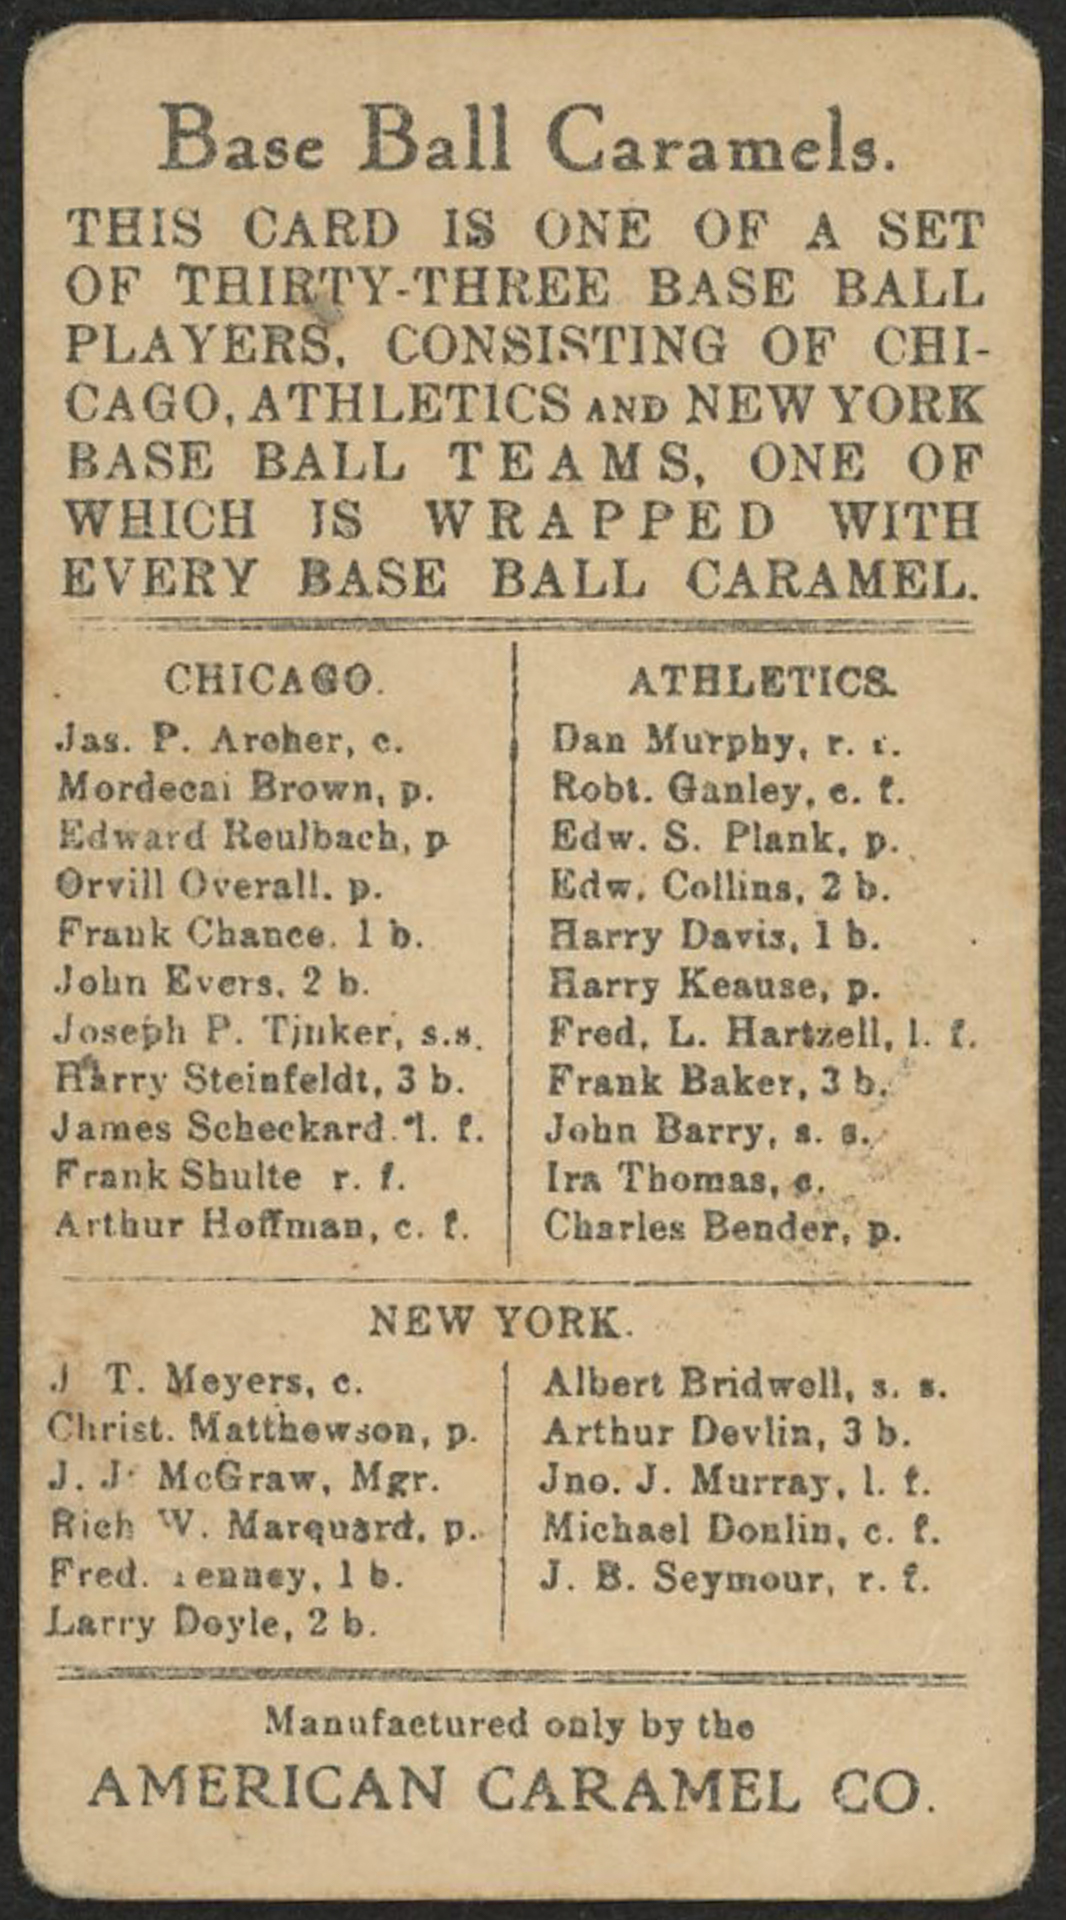 Base Ball Caramels.
THIS CARD IS ONE OF A SET
OF THIRTY-THREE BASE BALL
PLAYERS, CONSISTING OF CHI-
CAGO, ATHLETICS AND NEW YORK
BASE BALL TEAMS, ONE OF
WHICH IS WRAPPED WITH
EVERY BASE BALL CARAMEL.
CHICAGO.
Jas. P. Archer, c.
Mordecai Brown, p.
Edward Reulbach, p
Orvill Overall. p.
Frank Chance. 1 b.
John Evers. 2 b.
Joseph P. Tinker, s.s.
Harry Steinfeldt, 3 b.
James Scheckard. l. f.
Frank Shulte r. f.
Arthur Hoffman, c. f.
ATHLETICS.
Dan Murphy, r. f.
Robt. Ganley, c. f.
Edw. S. Plank, p.
Edw. Collins, 2 b.
Harry Davis, 1 b.
Harry Keause, p.
Fred. L. Hartzell, l. f.
Frank Baker, 3 b.
John Barry, s. s.
Ira Thomas, c.
Charles Bender, p.
NEW YORK.
J T. Meyers, c.
Christ. Matthewson, p.
J. J. McGraw, Mgr.
Rich W. Marquard, p.
Fred. Tenney, 1 b.
Larry Doyle, 2 b.
Albert Bridwell, s. s.
Arthur Devlin, 3 b.
Jno. J. Murray, l. f.
Michael Donlin, c. f.
J. B. Seymour, r. f.
Manufactured only by the
AMERICAN CARAMEL CO.